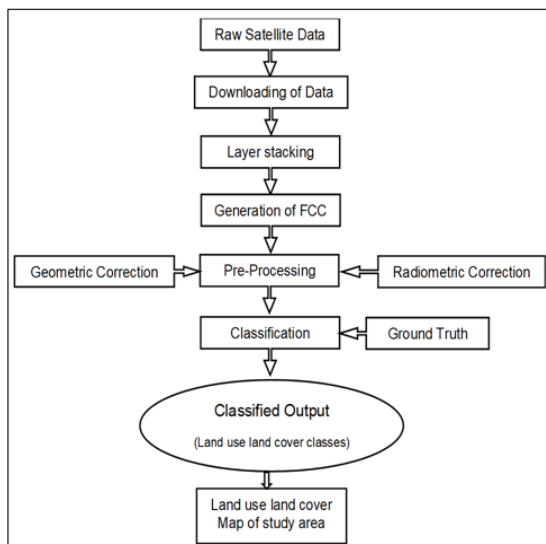 Raw Satellite Data
Downloading of Data
Layer stacking
Generation of FCC
Geometric Correction
Pre-Processing
Radiometric Correction
Classification
Ground Truth
Classified Output
(Land use land cover classes)
Land use land cover
Map of study area